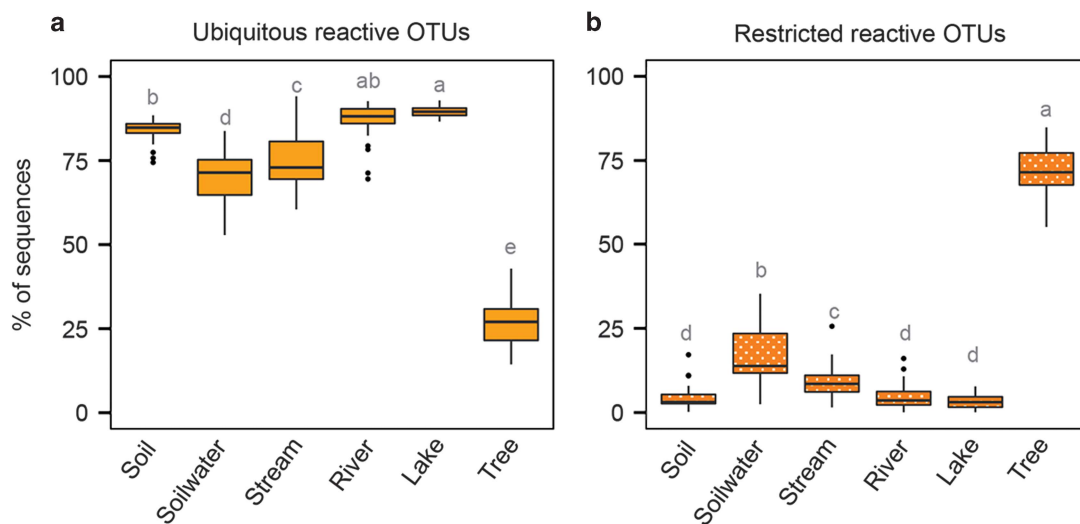 a
Ubiquitous reactive OTUs
% of sequences
100
75
50
25
0
b
d
c
ab
a
e
Soil
Soilwater
Stream
River
Lake
Tree
b
Restricted reactive OTUs
100
75
50
25
0
d
b
c
d
d
a
Soil
Soilwater
Stream
River
Lake
Tree